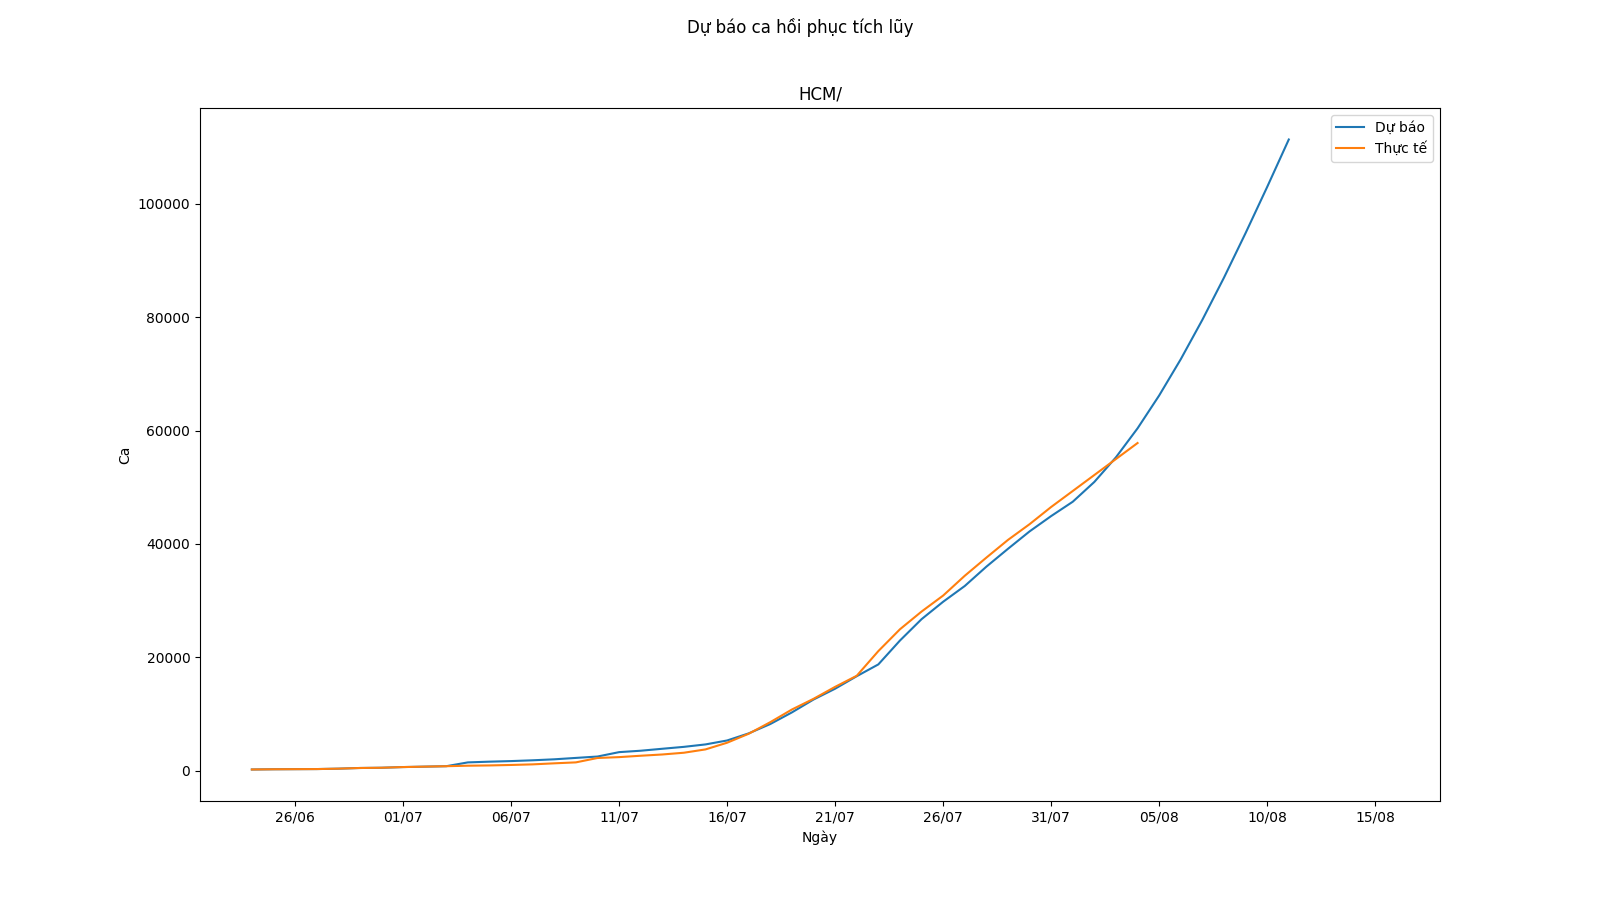 Dự báo ca hồi phục tích lũy
HCM/
Dự báo
Thực tế
100000
80000
60000
40000
20000
0
Ca
26/06 01/07 06/07 11/07 16/07 21/07 26/07 31/07 05/08 10/08 15/08
Ngày